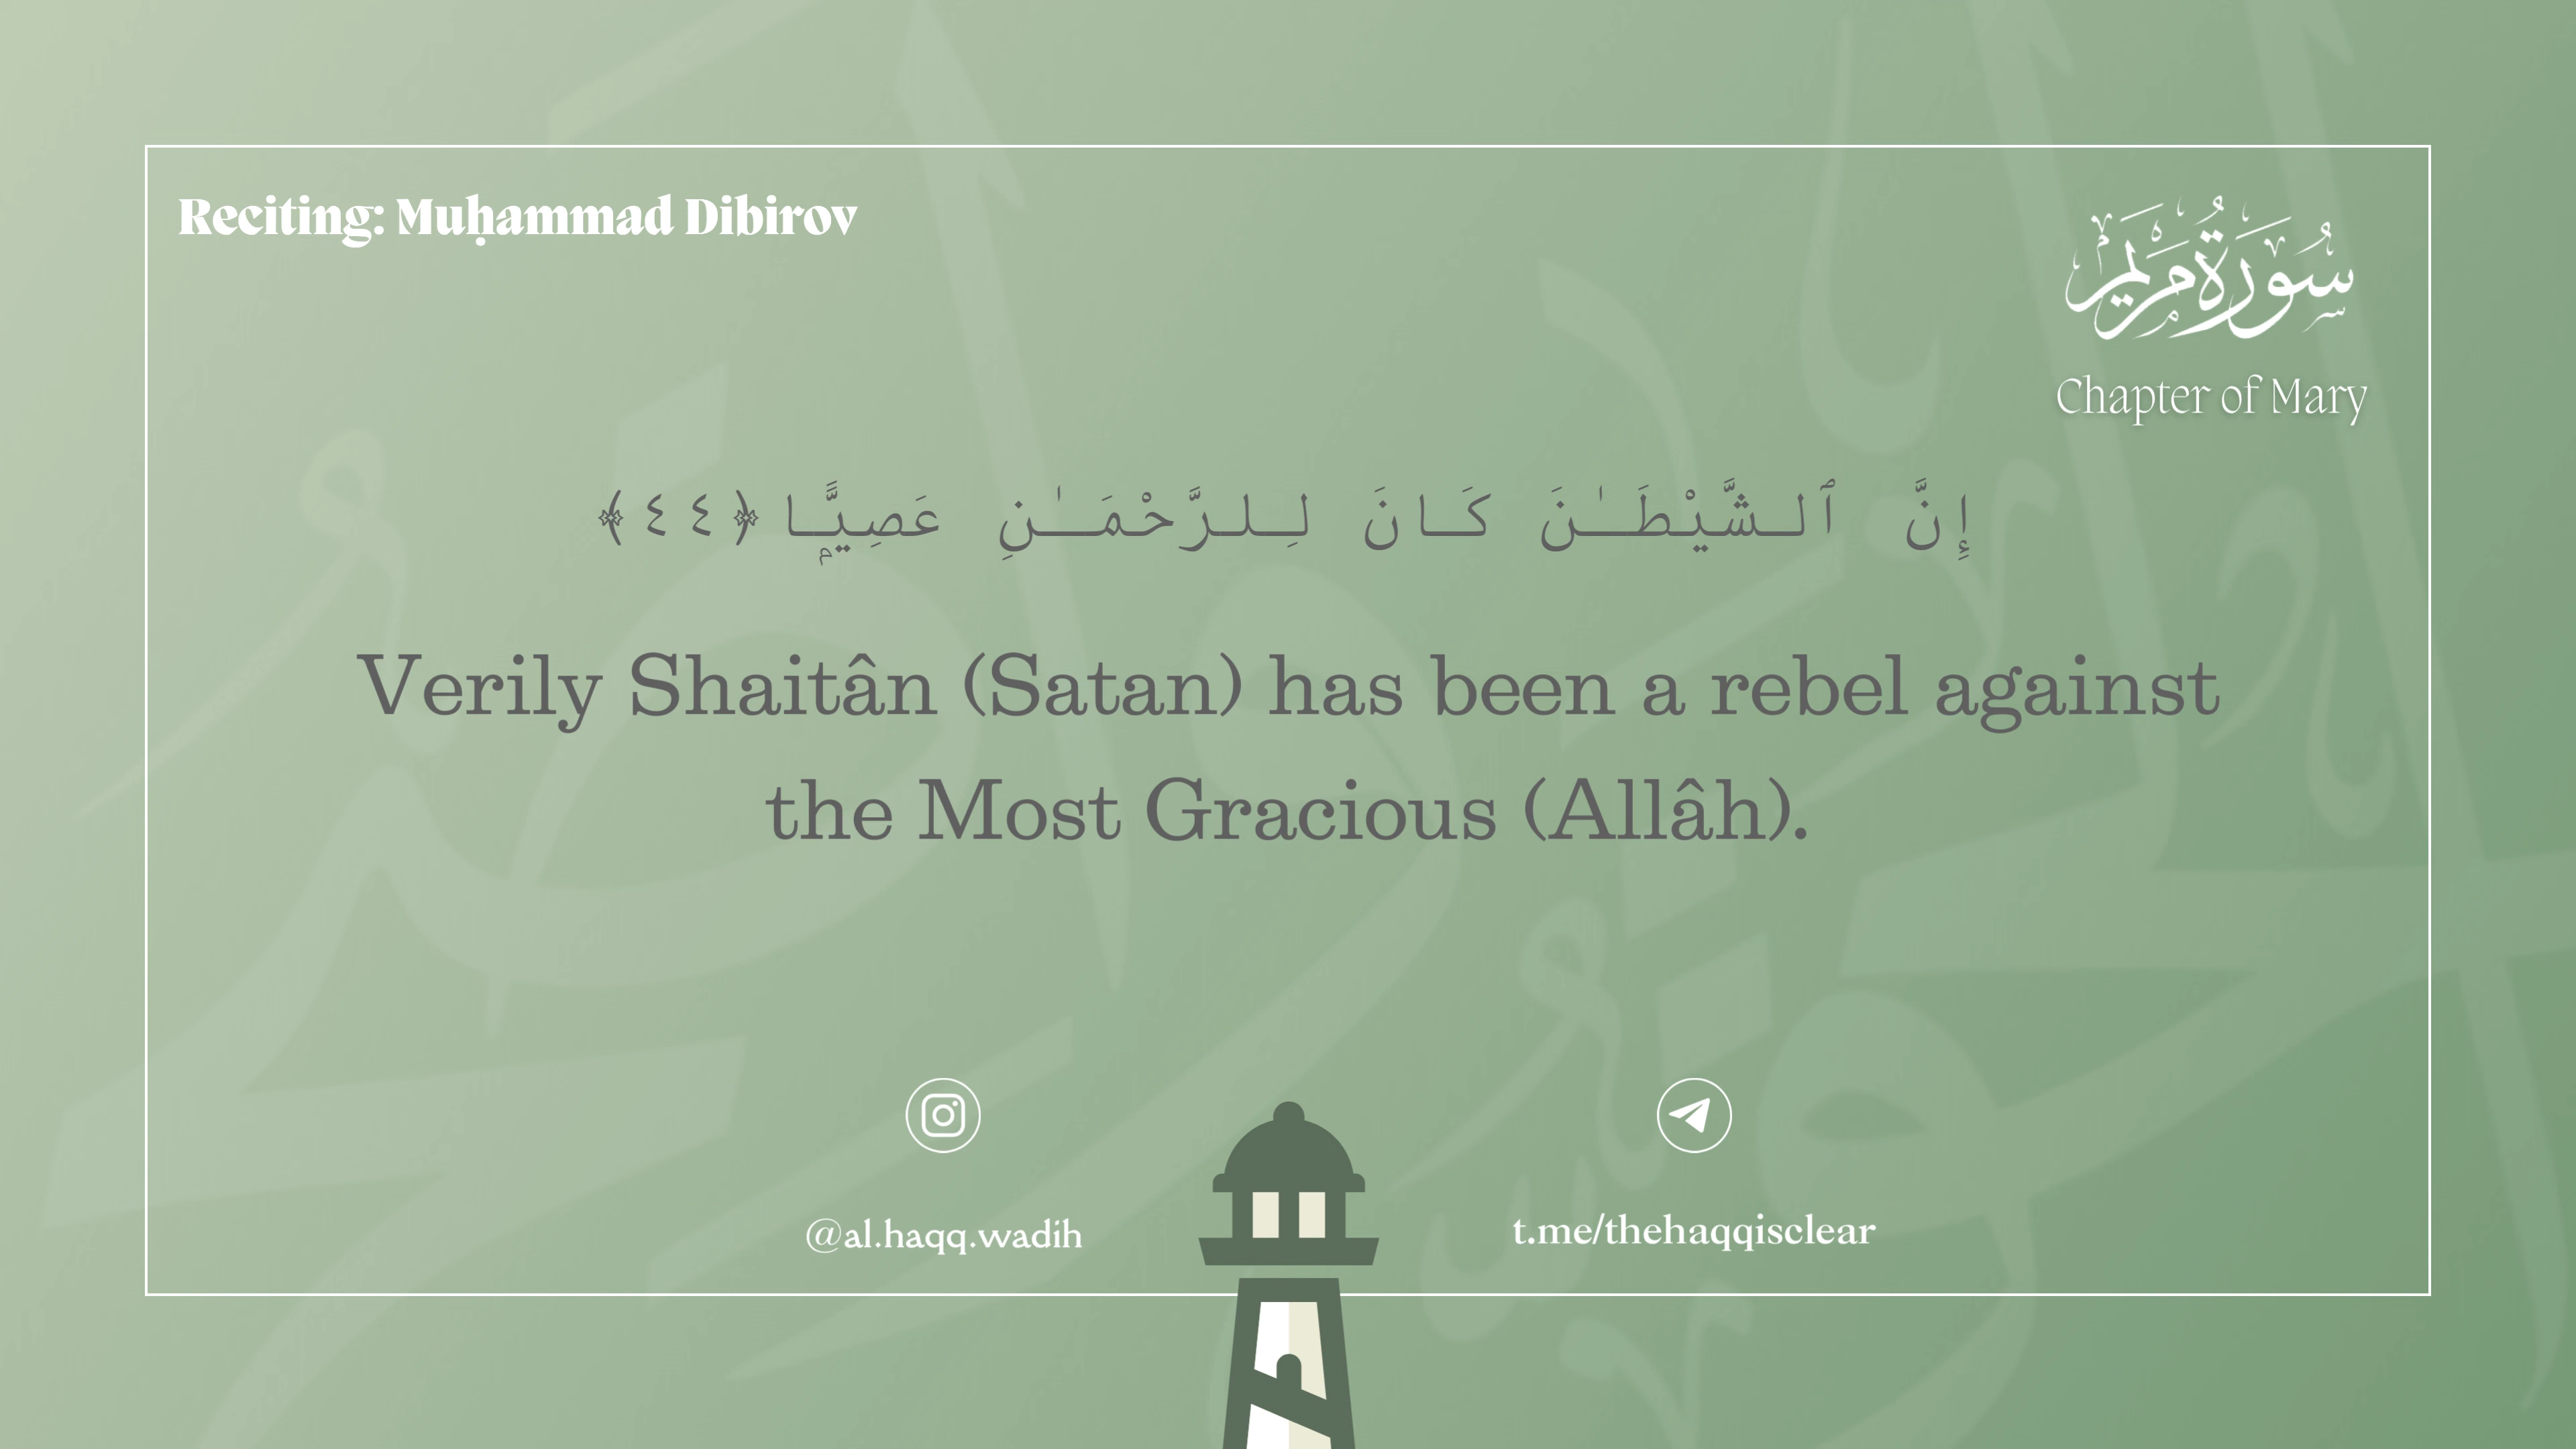 Reciting: Muḥammad Dibirov
سُورَةُ مَرْيَمَ
Chapter of Mary
إِنَّ ٱلشَّيْطَـٰنَ كَانَ لِلرَّحْمَـٰنِ عَصِيًّۭا ﴿٤٤﴾
Verily Shaitân (Satan) has been a rebel against
the Most Gracious (Allâh).
@al.haqq.wadih
t.me/thehaqqisclear